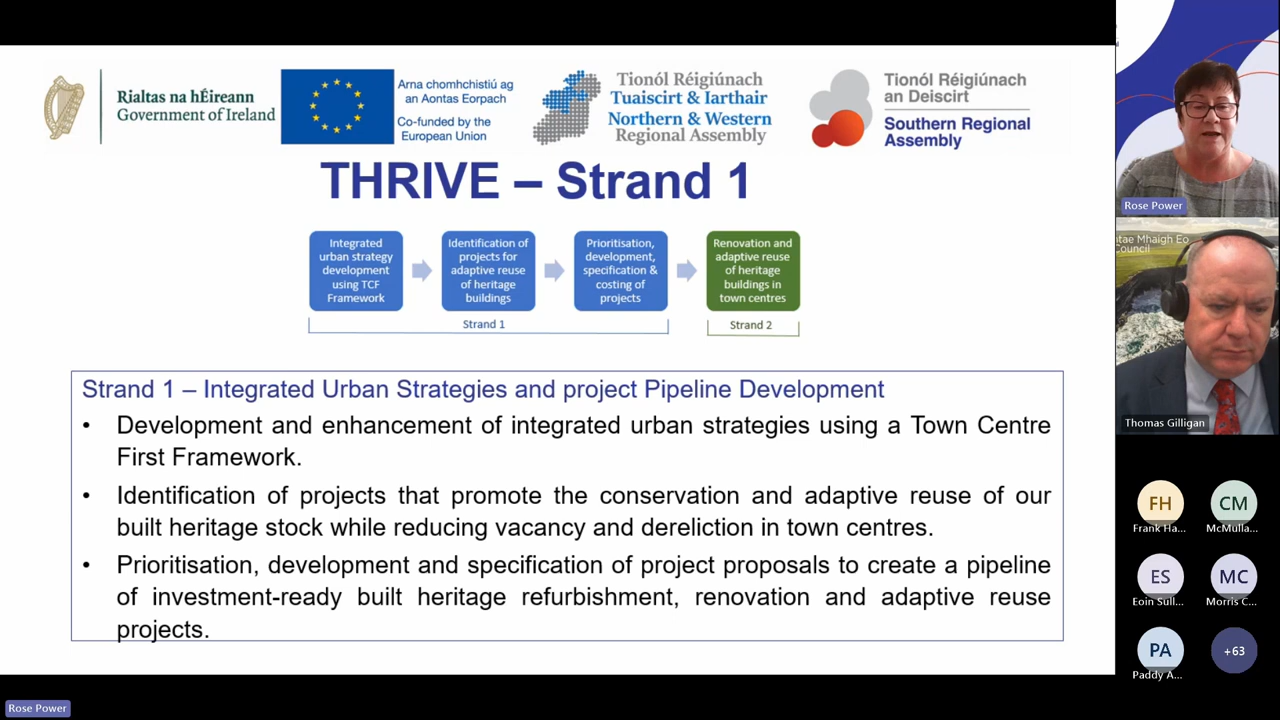 Rialtas na hÉireann
Government of Ireland
Arna chomhchistiú ag
an Aontas Eorpach
Co-funded by the
European Union
Tionól Réigiúnach
Tuaiscirt & Iarthair
Northern & Western
Regional Assembly
Tionól Réigiúnach
an Deiscirt
Southern Regional
Assembly
THRIVE – Strand 1
Integrated
urban strategy
development
using TCF
Framework
Identification of
projects for
adaptive reuse
of heritage
buildings
Prioritisation,
development,
specification &
costing of
projects
Renovation and
adaptive reuse
of heritage
buildings in
town centres
Strand 1
Strand 2
Strand 1 – Integrated Urban Strategies and project Pipeline Development
• Development and enhancement of integrated urban strategies using a Town Centre
First Framework.
• Identification of projects that promote the conservation and adaptive reuse of our
built heritage stock while reducing vacancy and dereliction in town centres.
• Prioritisation, development and specification of project proposals to create a pipeline
of investment-ready built heritage refurbishment, renovation and adaptive reuse
projects.
Rose Power
ntae Mhaigh Eo
Council
Thomas Gilligan
FH
Frank Ha...
CM
McMulla...
ES
Eoin Sull...
MC
Morris C...
PA
Paddy A...
+63
Rose Power